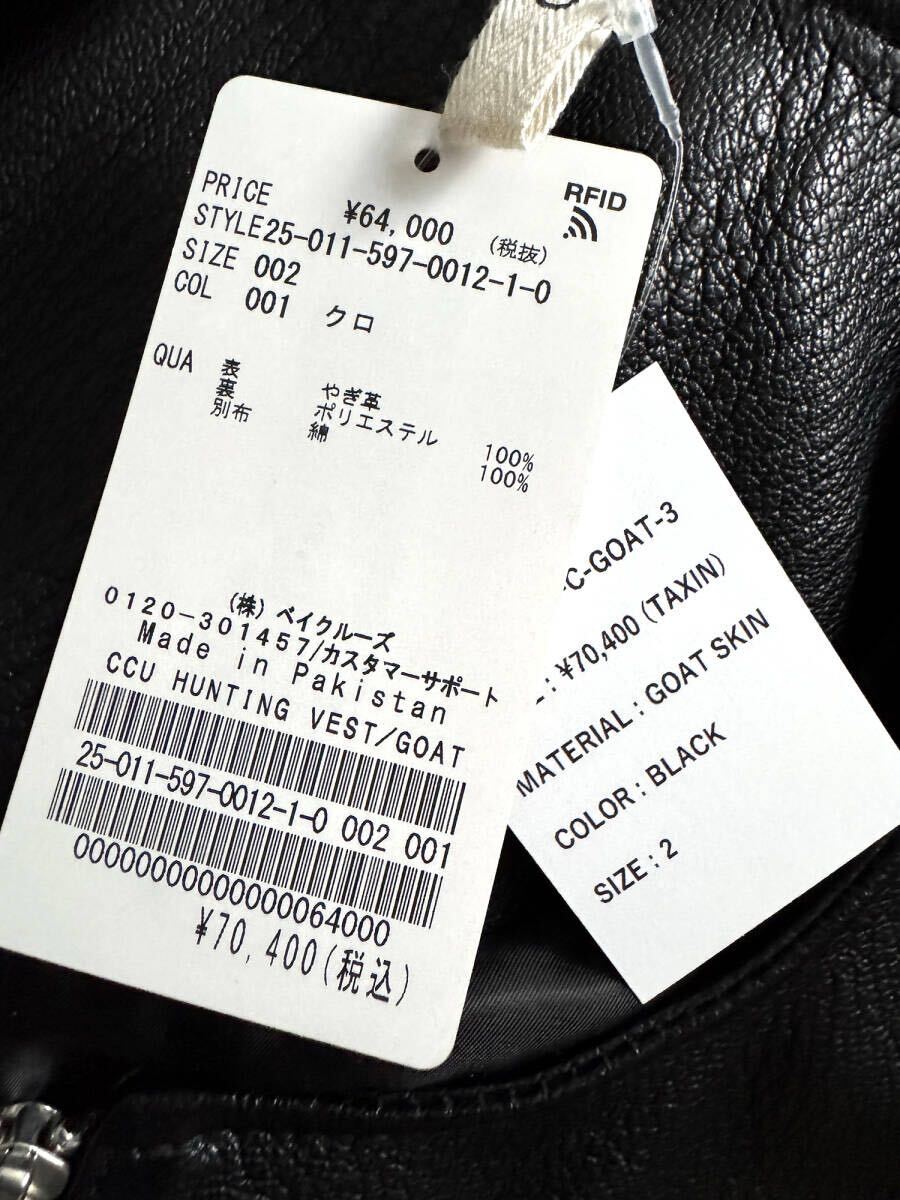 RFID
PRICE ¥64,000 (税抜)
STYLE25-011-597-0012-1-0
SIZE 002
COL 001 クロ
QUA 表 やぎ革
裏 ポリエステル 100%
別布 綿 100%
(株) ベイクルーズ
0120-301457/カスタマーサポート
Made in Pakistan
CCU HUNTING VEST/GOAT
25-011-597-0012-1-0 002 001
0000000000000064000
¥70,400(税込)
C-GOAT-3
: ¥70,400 (TAXIN)
MATERIAL : GOAT SKIN
COLOR : BLACK
SIZE : 2